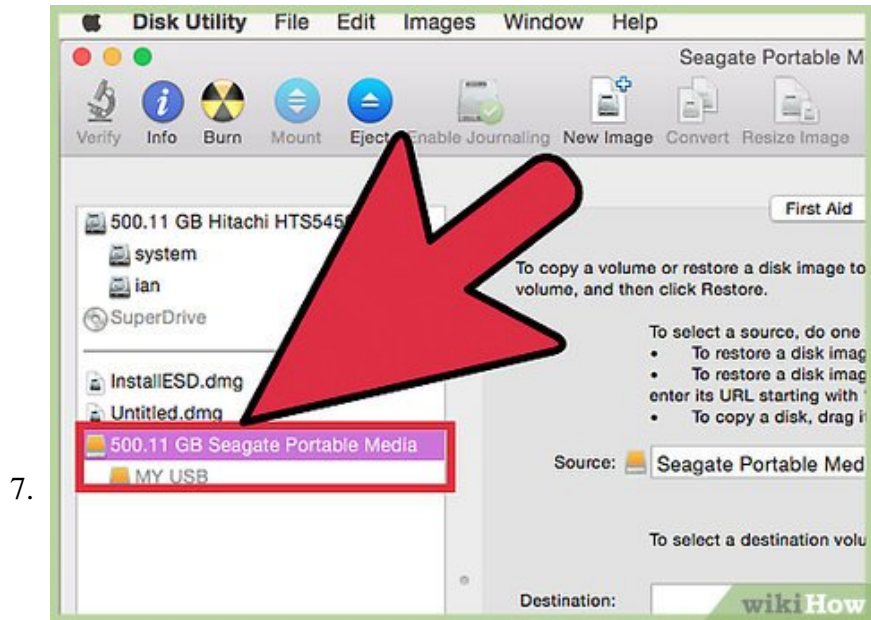 Disk Utility File Edit Images Window Help
Seagate Portable M
Verify Info Burn Mount Eject Enable Journaling New Image Convert Resize Image
First Aid
500.11 GB Hitachi HTS545
system
ian
SuperDrive
InstallESD.dmg
Untitled.dmg
500.11 GB Seagate Portable Media
MY USB
To copy a volume or restore a disk image to
volume, and then click Restore.
To select a source, do one
• To restore a disk imag
• To restore a disk imag
enter its URL starting with
• To copy a disk, drag i
Source: Seagate Portable Med
7.
To select a destination volu
Destination:
wikiHow